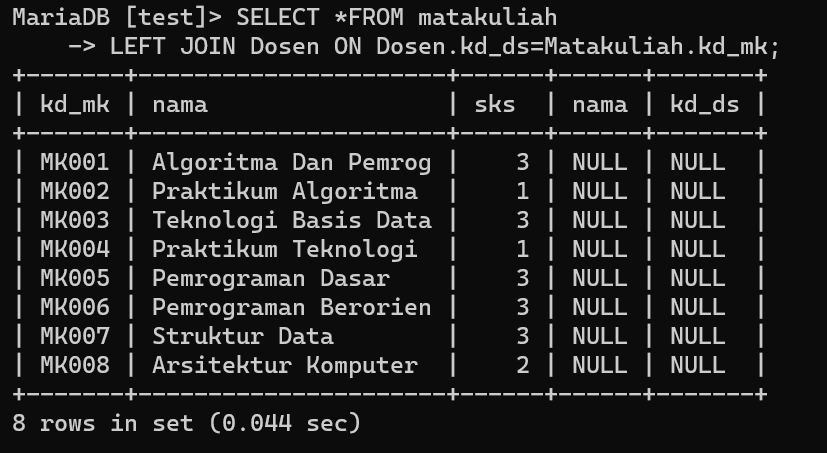 MariaDB [test]> SELECT *FROM matakuliah
    -> LEFT JOIN Dosen ON Dosen.kd_ds=Matakuliah.kd_mk;
+-------+----------------------+------+------+-------+
| kd_mk | nama                 | sks  | nama | kd_ds |
+-------+----------------------+------+------+-------+
| MK001 | Algoritma Dan Pemrog |    3 | NULL | NULL  |
| MK002 | Praktikum Algoritma  |    1 | NULL | NULL  |
| MK003 | Teknologi Basis Data |    3 | NULL | NULL  |
| MK004 | Praktikum Teknologi  |    1 | NULL | NULL  |
| MK005 | Pemrograman Dasar    |    3 | NULL | NULL  |
| MK006 | Pemrograman Berorien |    3 | NULL | NULL  |
| MK007 | Struktur Data        |    3 | NULL | NULL  |
| MK008 | Arsitektur Komputer  |    2 | NULL | NULL  |
+-------+----------------------+------+------+-------+
8 rows in set (0.044 sec)